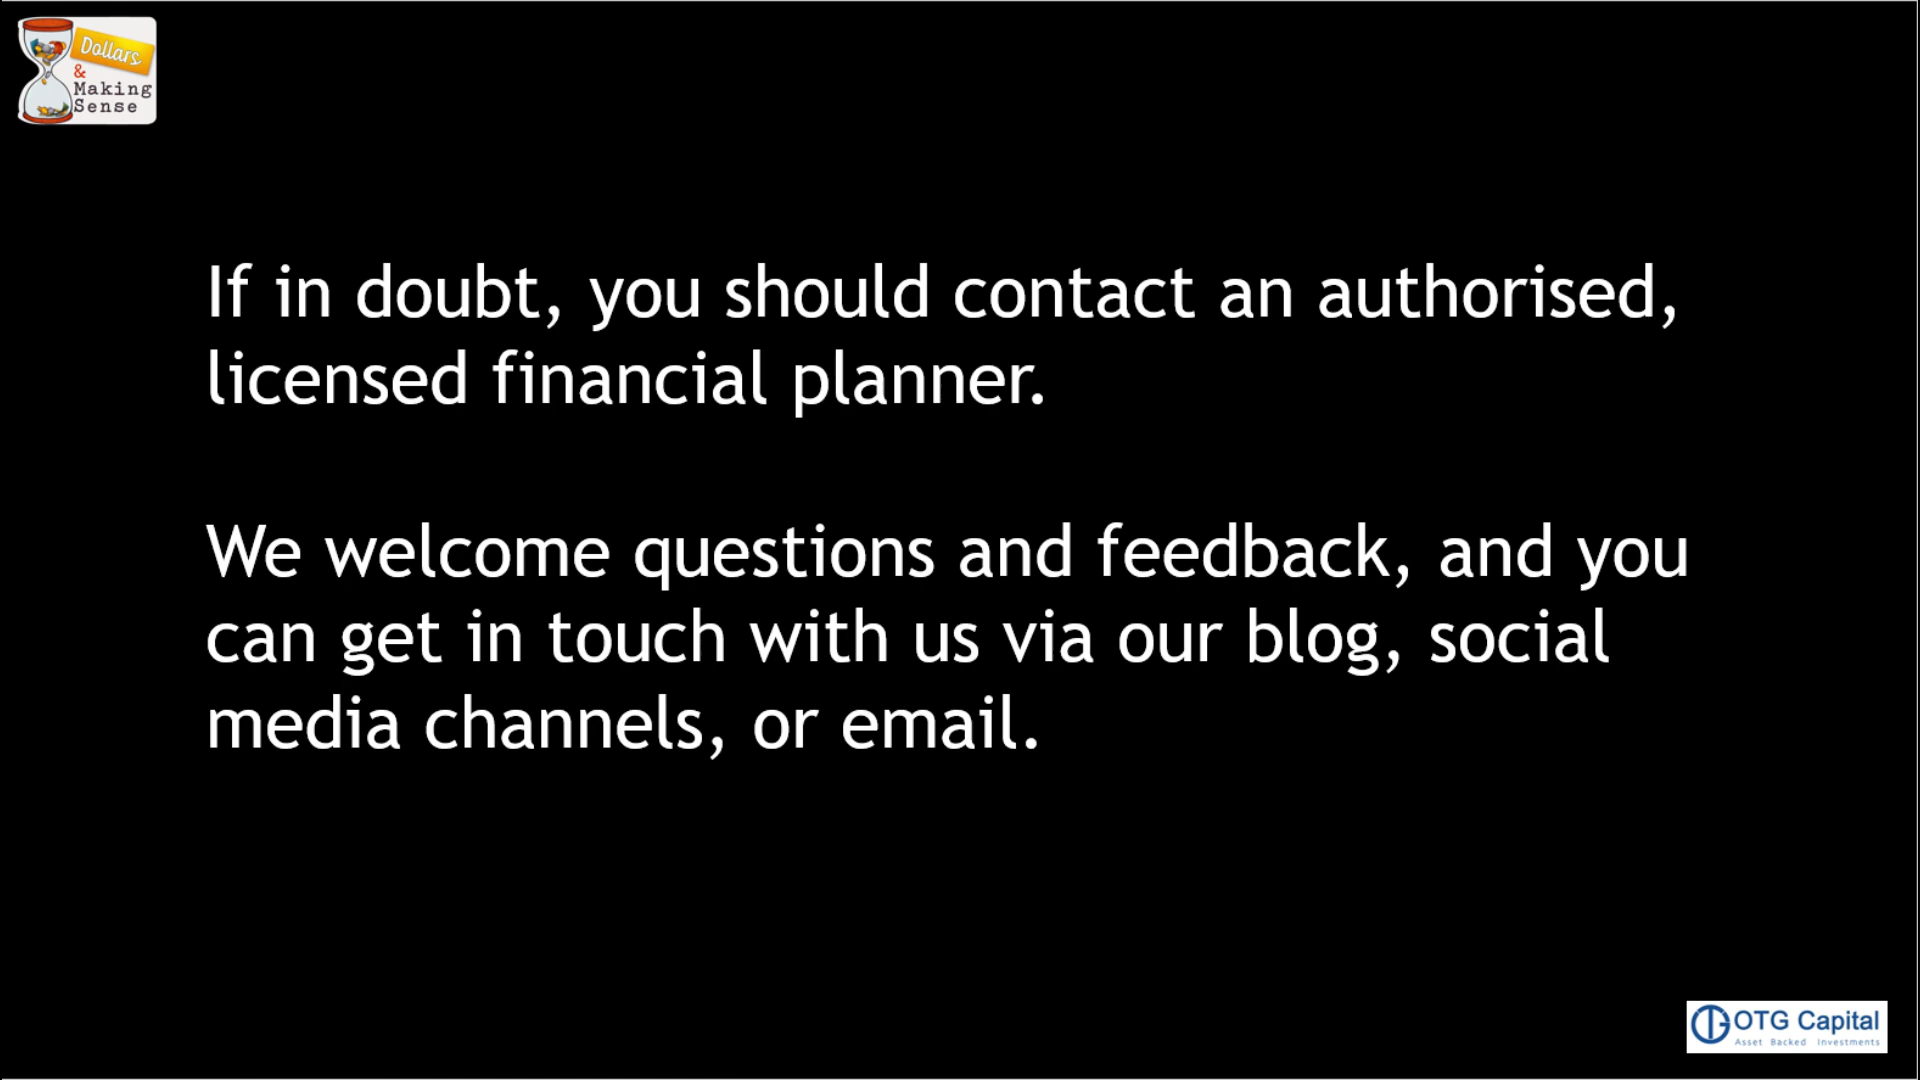 Dollars
&
Making
Sense
If in doubt, you should contact an authorised,
licensed financial planner.
We welcome questions and feedback, and you
can get in touch with us via our blog, social
media channels, or email.
OTG Capital
Asset Backed Investments